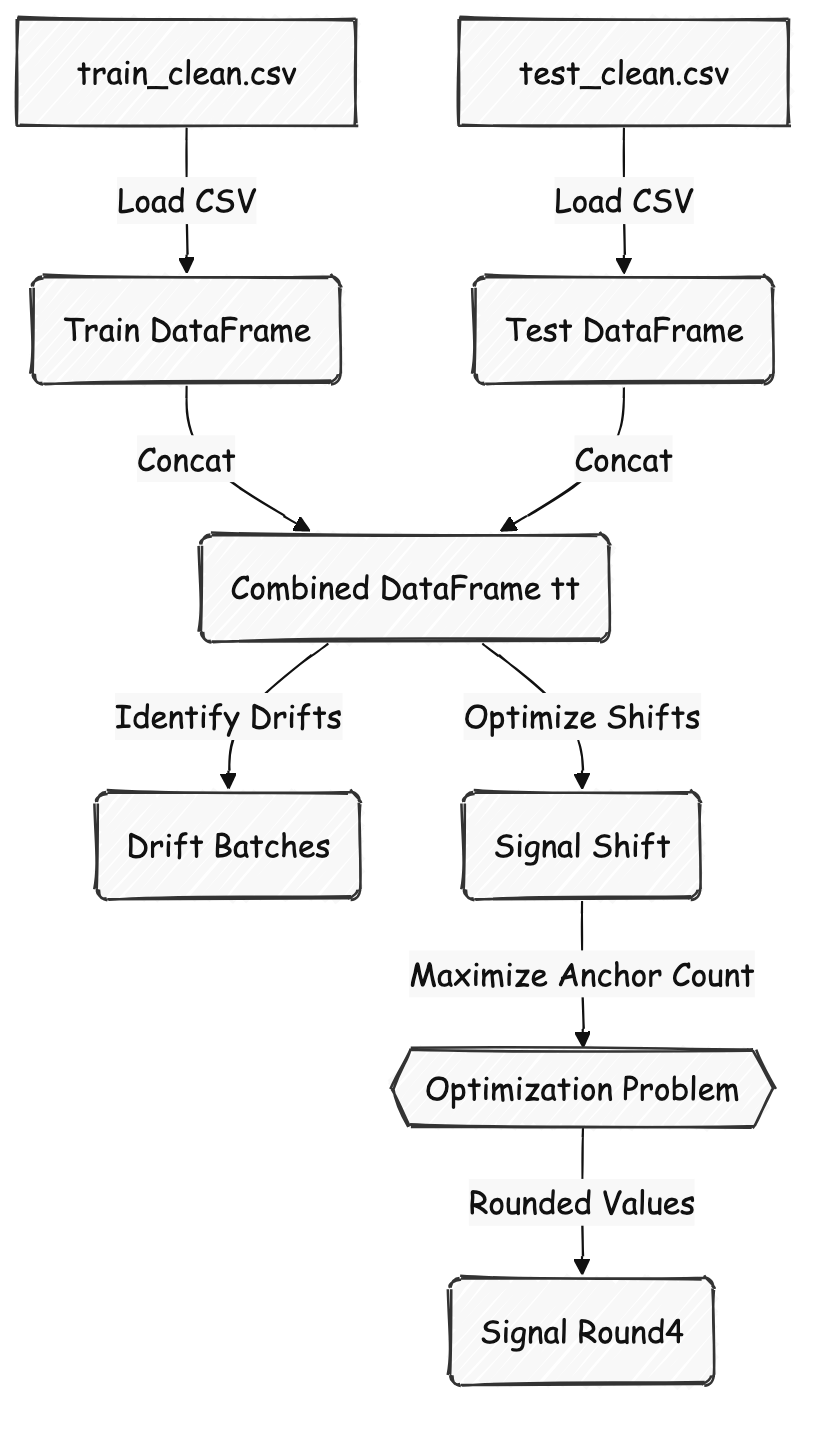 train_clean.csv
test_clean.csv
Load CSV
Load CSV
Train DataFrame
Test DataFrame
Concat
Concat
Combined DataFrame tt
Identify Drifts
Optimize Shifts
Drift Batches
Signal Shift
Maximize Anchor Count
Optimization Problem
Rounded Values
Signal Round4